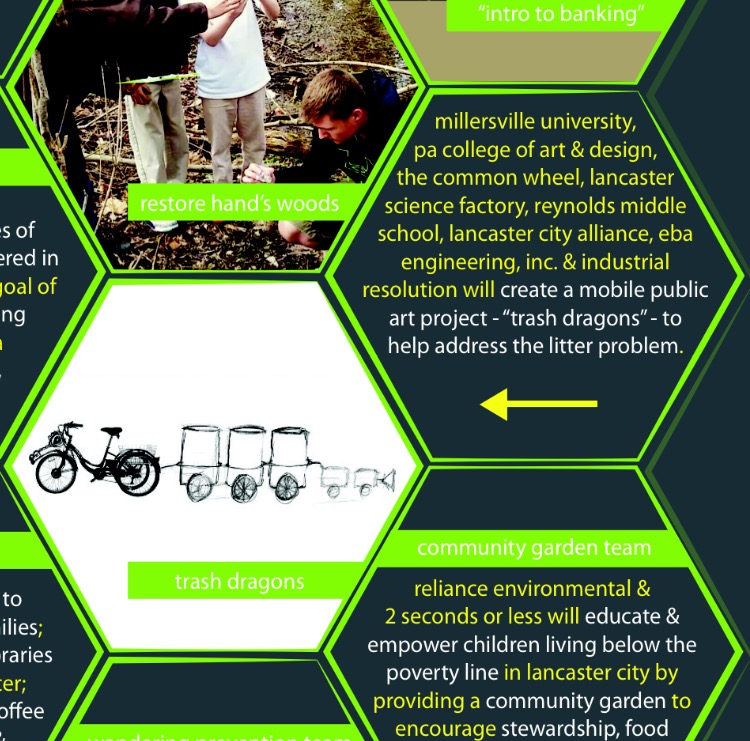 "intro to banking"
millersville university,
pa college of art & design,
the common wheel, lancaster
science factory, reynolds middle
school, lancaster city alliance, eba
engineering, inc. & industrial
resolution will create a mobile public
art project - "trash dragons" - to
help address the litter problem.
restore hand's woods
es of
ered in
goal of
ng
trash dragons
to
ilies;
raries
ter;
offee
community garden team
reliance environmental &
2 seconds or less will educate &
empower children living below the
poverty line in lancaster city by
providing a community garden to
encourage stewardship, food
wandering prevention team